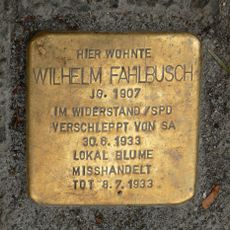 HIER WOHNTE
WILHELM FAHLBUSCH
JG. 1907
IM WIDERSTAND/SPD
VERSCHLEPPT VON SA
30.6.1933
LOKAL BLUME
MISSHANDELT
TOT 8.7.1933